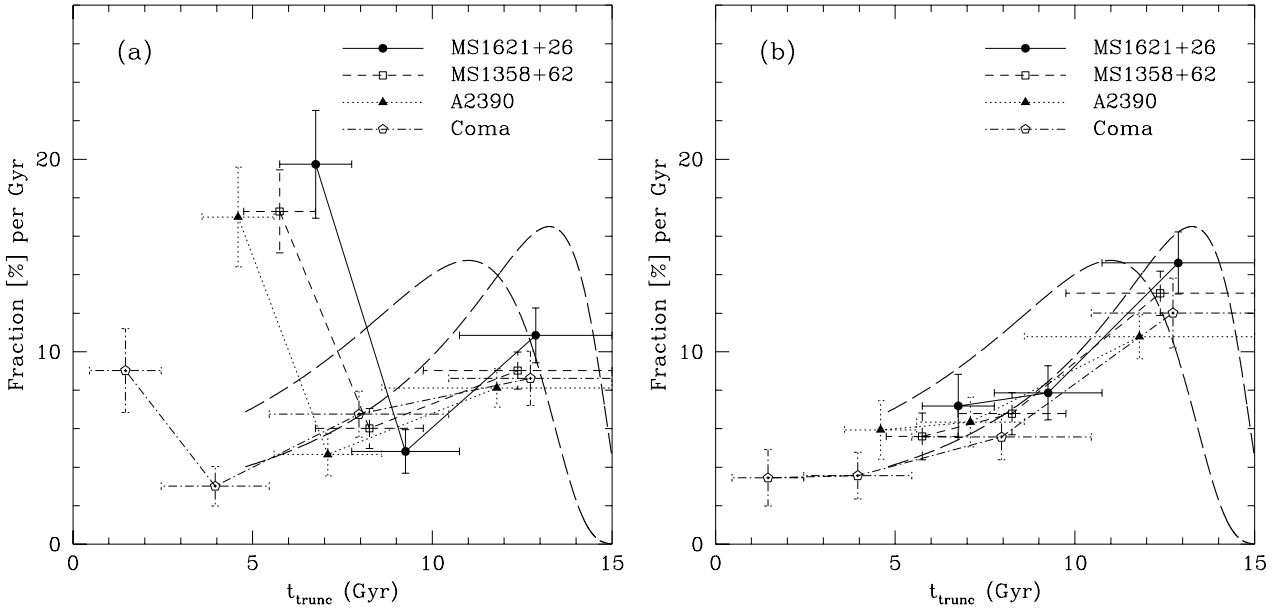 (a)
MS1621+26
MS1358+62
A2390
Coma
Fraction [%] per Gyr
20
10
0
0
5
10
15
t_trunc (Gyr)
(b)
MS1621+26
MS1358+62
A2390
Coma
Fraction [%] per Gyr
20
10
0
0
5
10
15
t_trunc (Gyr)